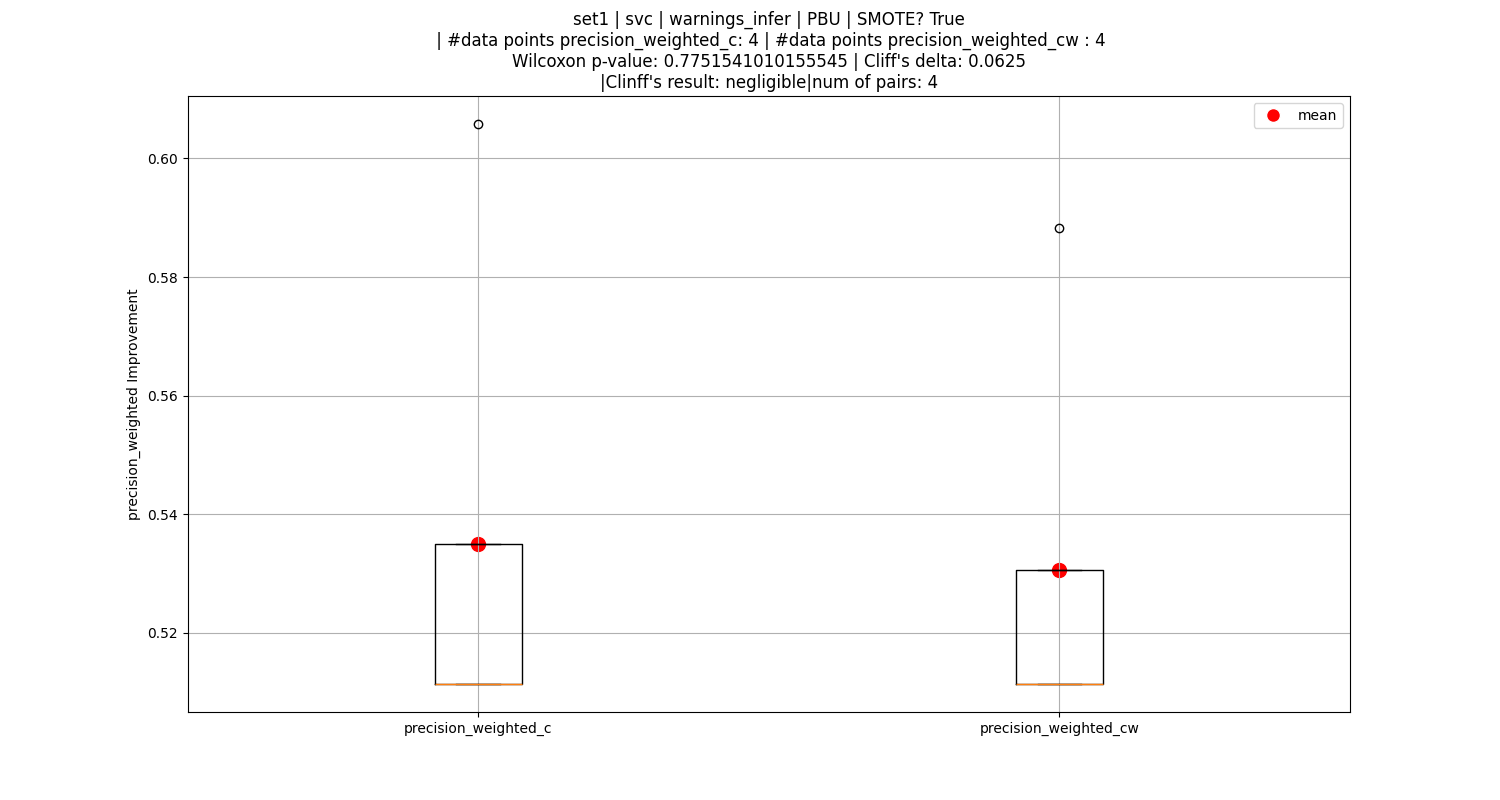 set1 | svc | warnings_infer | PBU | SMOTE? True
| #data points precision_weighted_c: 4 | #data points precision_weighted_cw : 4
Wilcoxon p-value: 0.7751541010155545 | Cliff's delta: 0.0625
|Clinff's result: negligible|num of pairs: 4
mean
0.60
0.58
0.56
0.54
0.52
precision_weighted Improvement
precision_weighted_c
precision_weighted_cw